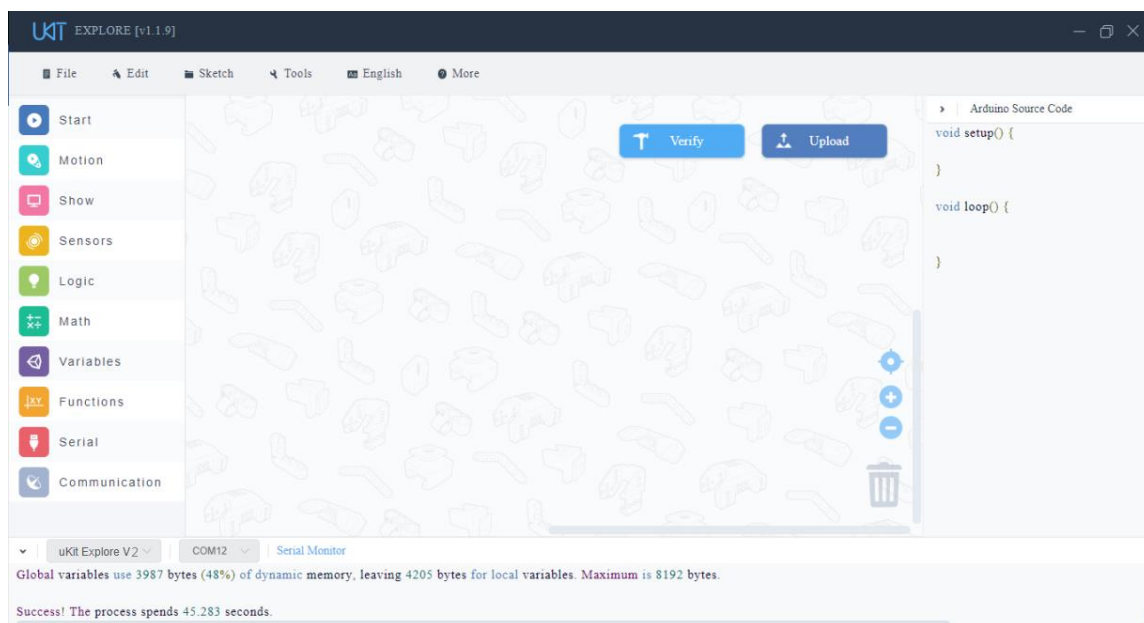 UKIT EXPLORE [v1.1.9]
File Edit Sketch Tools English More
Start
Motion
Show
Sensors
Logic
Math
Variables
Functions
Serial
Communication
Verify Upload
Arduino Source Code
void setup() {
}
void loop() {
}
uKit Explore V2 COM12 Serial Monitor
Global variables use 3987 bytes (48%) of dynamic memory, leaving 4205 bytes for local variables. Maximum is 8192 bytes.
Success! The process spends 45.283 seconds.